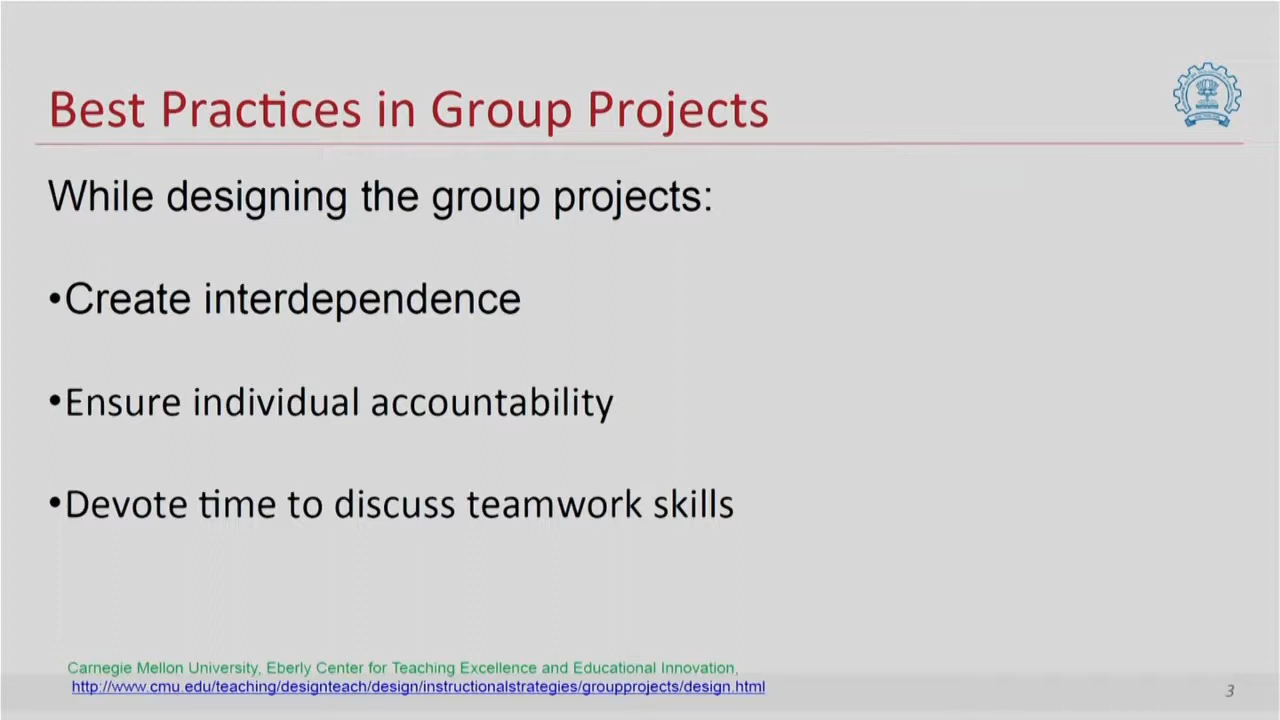 Best Practices in Group Projects
While designing the group projects:
•Create interdependence
•Ensure individual accountability
•Devote time to discuss teamwork skills
Carnegie Mellon University, Eberly Center for Teaching Excellence and Educational Innovation,
http://www.cmu.edu/teaching/designteach/design/instructionalstrategies/groupprojects/design.html
3